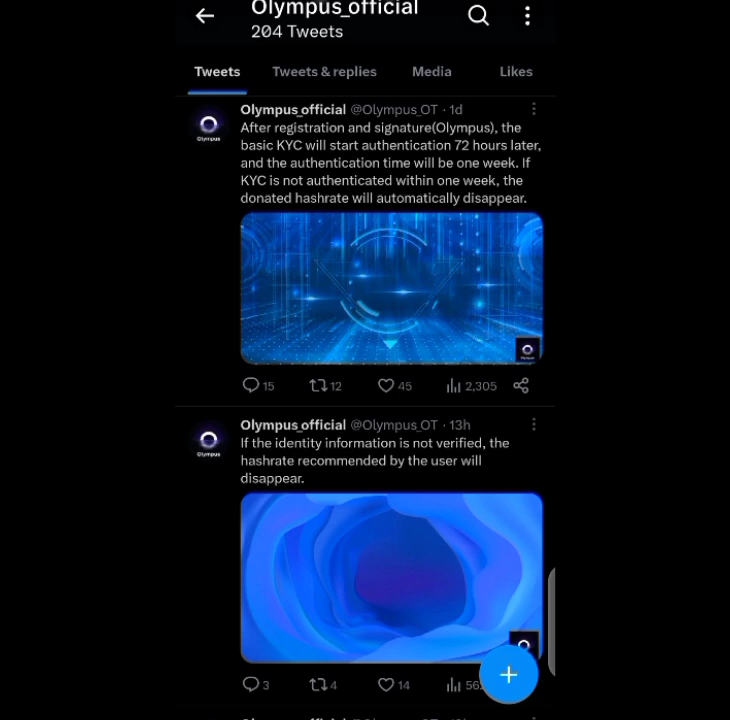 Olympus_official
204 Tweets
Tweets
Tweets & replies
Media
Likes
Olympus_official @Olympus_OT · 1d
After registration and signature(Olympus), the
basic KYC will start authentication 72 hours later,
and the authentication time will be one week. If
KYC is not authenticated within one week, the
donated hashrate will automatically disappear.
Olympus
15 12 45 2,305
Olympus_official @Olympus_OT · 13h
If the identity information is not verified, the
hashrate recommended by the user will
disappear.
Olympus
3 4 14